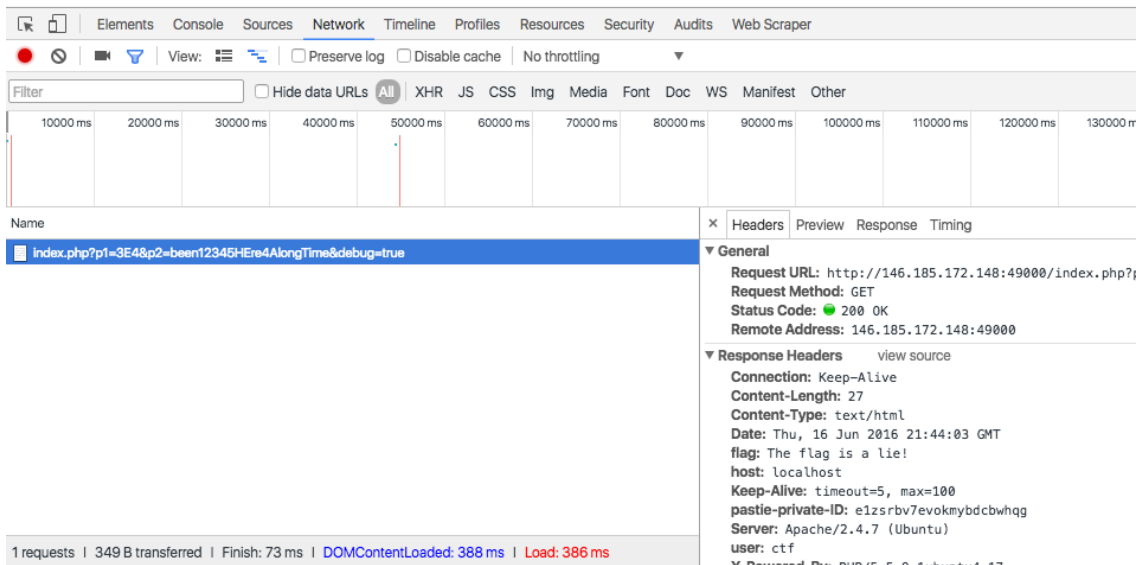 Elements Console Sources Network Timeline Profiles Resources Security Audits Web Scraper
View: Preserve log Disable cache No throttling
Filter Hide data URLs All XHR JS CSS Img Media Font Doc WS Manifest Other
10000 ms 20000 ms 30000 ms 40000 ms 50000 ms 60000 ms 70000 ms 80000 ms 90000 ms 100000 ms 110000 ms 120000 ms 130000 m
Name
index.php?p1=3E4&p2=been12345HEre4AlongTime&debug=true
1 requests | 349 B transferred | Finish: 73 ms | DOMContentLoaded: 388 ms | Load: 386 ms
× Headers Preview Response Timing
General
Request URL: http://146.185.172.148:49000/index.php?p
Request Method: GET
Status Code: 200 OK
Remote Address: 146.185.172.148:49000
Response Headers view source
Connection: Keep-Alive
Content-Length: 27
Content-Type: text/html
Date: Thu, 16 Jun 2016 21:44:03 GMT
flag: The flag is a lie!
host: localhost
Keep-Alive: timeout=5, max=100
pastie-private-ID: e1zsrbv7evokmybdcbwhqg
Server: Apache/2.4.7 (Ubuntu)
user: ctf